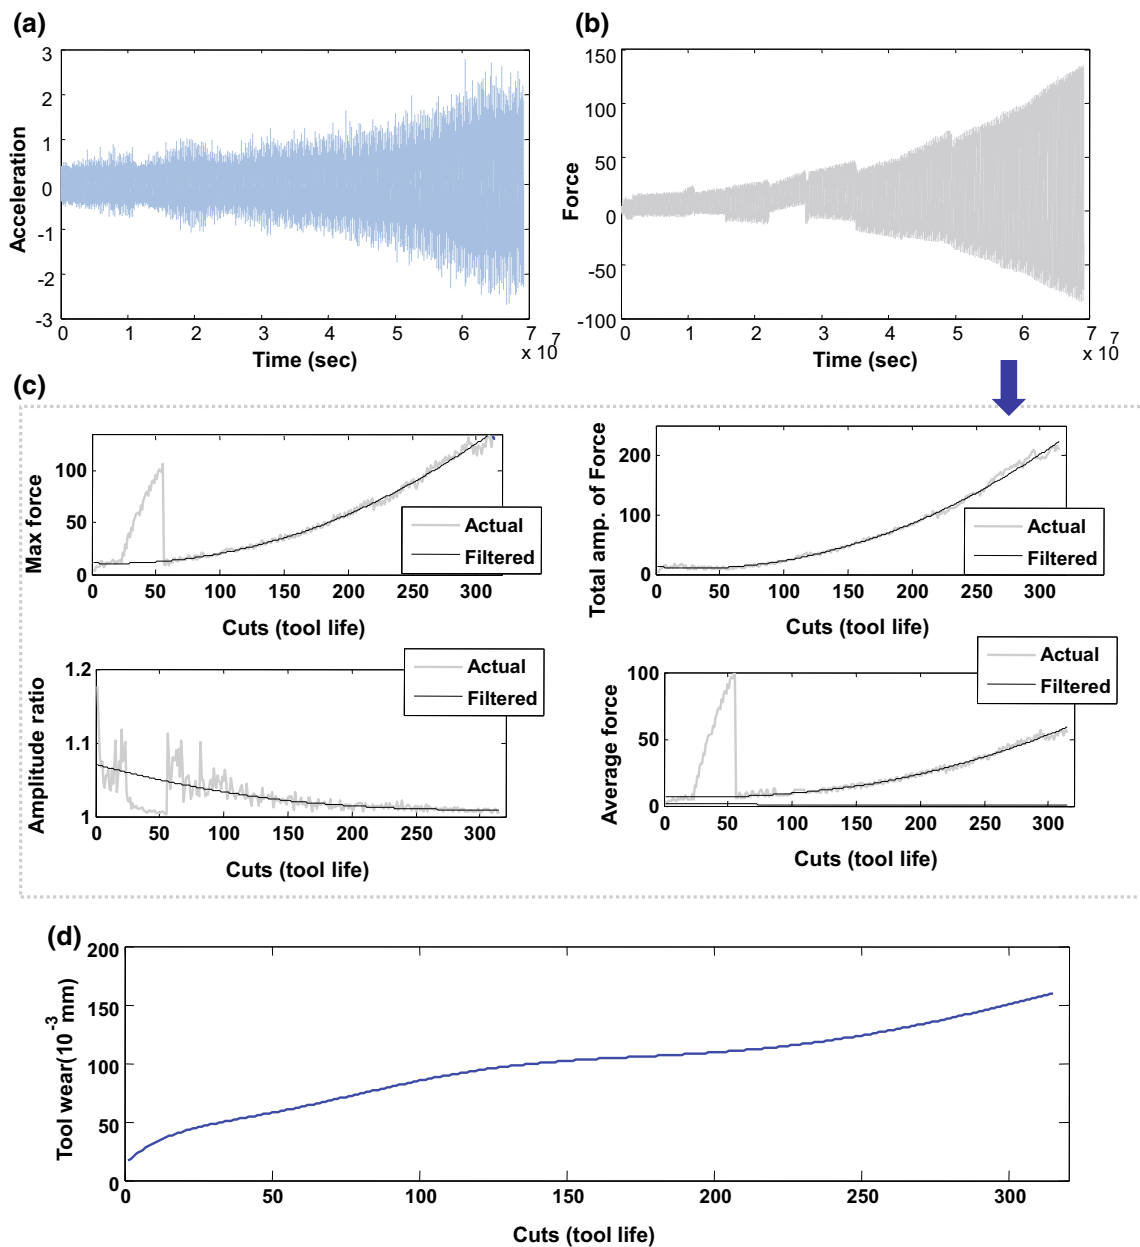 (a)
3
2
1
0
-1
-2
-3
Acceleration
0 1 2 3 4 5 6 7
x 10^7
Time (sec)
(b)
150
100
50
0
-50
-100
Force
0 1 2 3 4 5 6 7
x 10^7
Time (sec)
(c)
100
50
0
Max force
Actual
Filtered
0 50 100 150 200 250 300
Cuts (tool life)
200
100
0
Total amp. of Force
Actual
Filtered
0 50 100 150 200 250 300
Cuts (tool life)
1.2
1.1
1
Amplitude ratio
Actual
Filtered
0 50 100 150 200 250 300
Cuts (tool life)
100
50
0
Average force
Actual
Filtered
0 50 100 150 200 250 300
Cuts (tool life)
(d)
200
150
100
50
0
Tool wear(10^-3 mm)
0 50 100 150 200 250 300
Cuts (tool life)